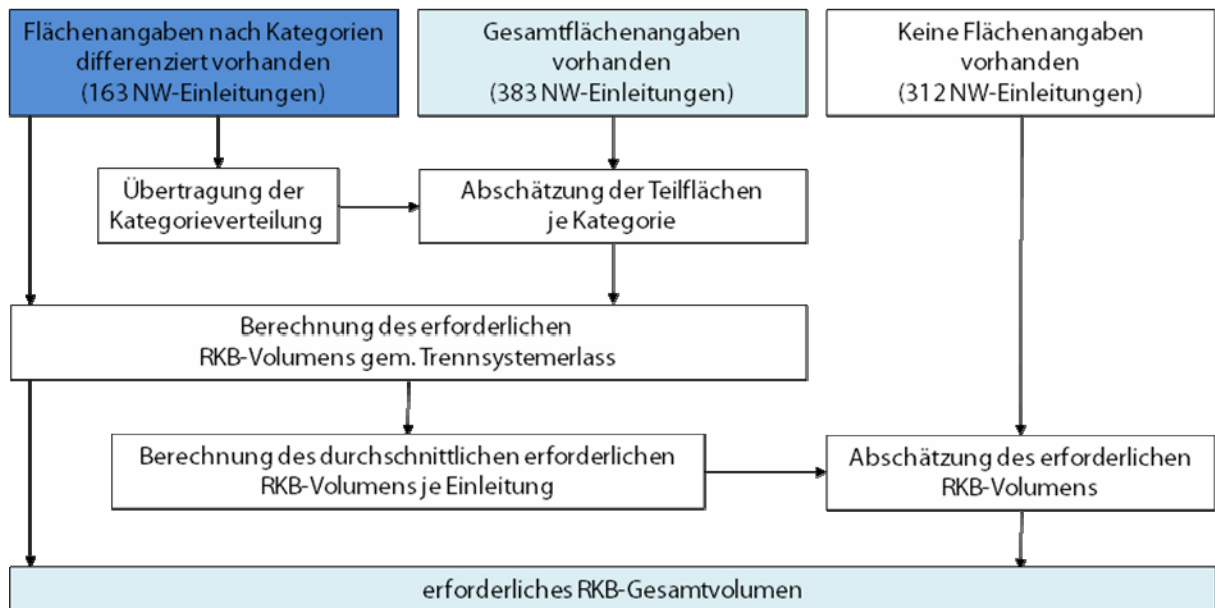 Flächenangaben nach Kategorien
differenziert vorhanden
(163 NW-Einleitungen)
Gesamtflächenangaben
vorhanden
(383 NW-Einleitungen)
Keine Flächenangaben
vorhanden
(312 NW-Einleitungen)
Übertragung der
Kategorieverteilung
Abschätzung der Teilflächen
je Kategorie
Berechnung des erforderlichen
RKB-Volumens gem. Trennsystemerlass
Berechnung des durchschnittlichen erforderlichen
RKB-Volumens je Einleitung
Abschätzung des erforderlichen
RKB-Volumens
erforderliches RKB-Gesamtvolumen